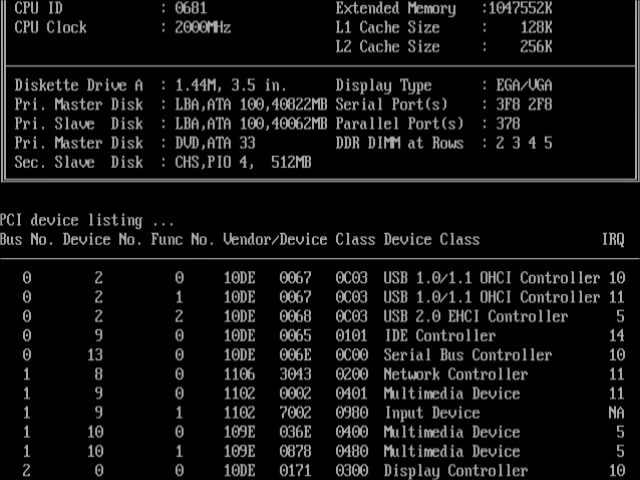 CPU ID : 0681 Extended Memory :1047552K
CPU Clock : 2000MHz L1 Cache Size : 128K
L2 Cache Size : 256K
Diskette Drive A : 1.44M, 3.5 in. Display Type : EGA/VGA
Pri. Master Disk : LBA,ATA 100,40822MB Serial Port(s) : 3F8 2F8
Pri. Slave Disk : LBA,ATA 100,40062MB Parallel Port(s) : 378
Pri. Master Disk : DVD,ATA 33 DDR DIMM at Rows : 2 3 4 5
Sec. Slave Disk : CHS,PIO 4, 512MB
PCI device listing ...
Bus No. Device No. Func No. Vendor/Device Class Device Class IRQ
0 2 0 10DE 0067 0C03 USB 1.0/1.1 OHCI Controller 10
0 2 1 10DE 0067 0C03 USB 1.0/1.1 OHCI Controller 11
0 2 2 10DE 0068 0C03 USB 2.0 EHCI Controller 5
0 9 0 10DE 0065 0101 IDE Controller 14
0 13 0 10DE 006E 0C00 Serial Bus Controller 10
1 8 0 1106 3043 0200 Network Controller 11
1 9 0 1102 0002 0401 Multimedia Device 11
1 9 1 1102 7002 0980 Input Device NA
1 10 0 109E 036E 0400 Multimedia Device 5
1 10 1 109E 0878 0480 Multimedia Device 5
2 0 0 10DE 0171 0300 Display Controller 10